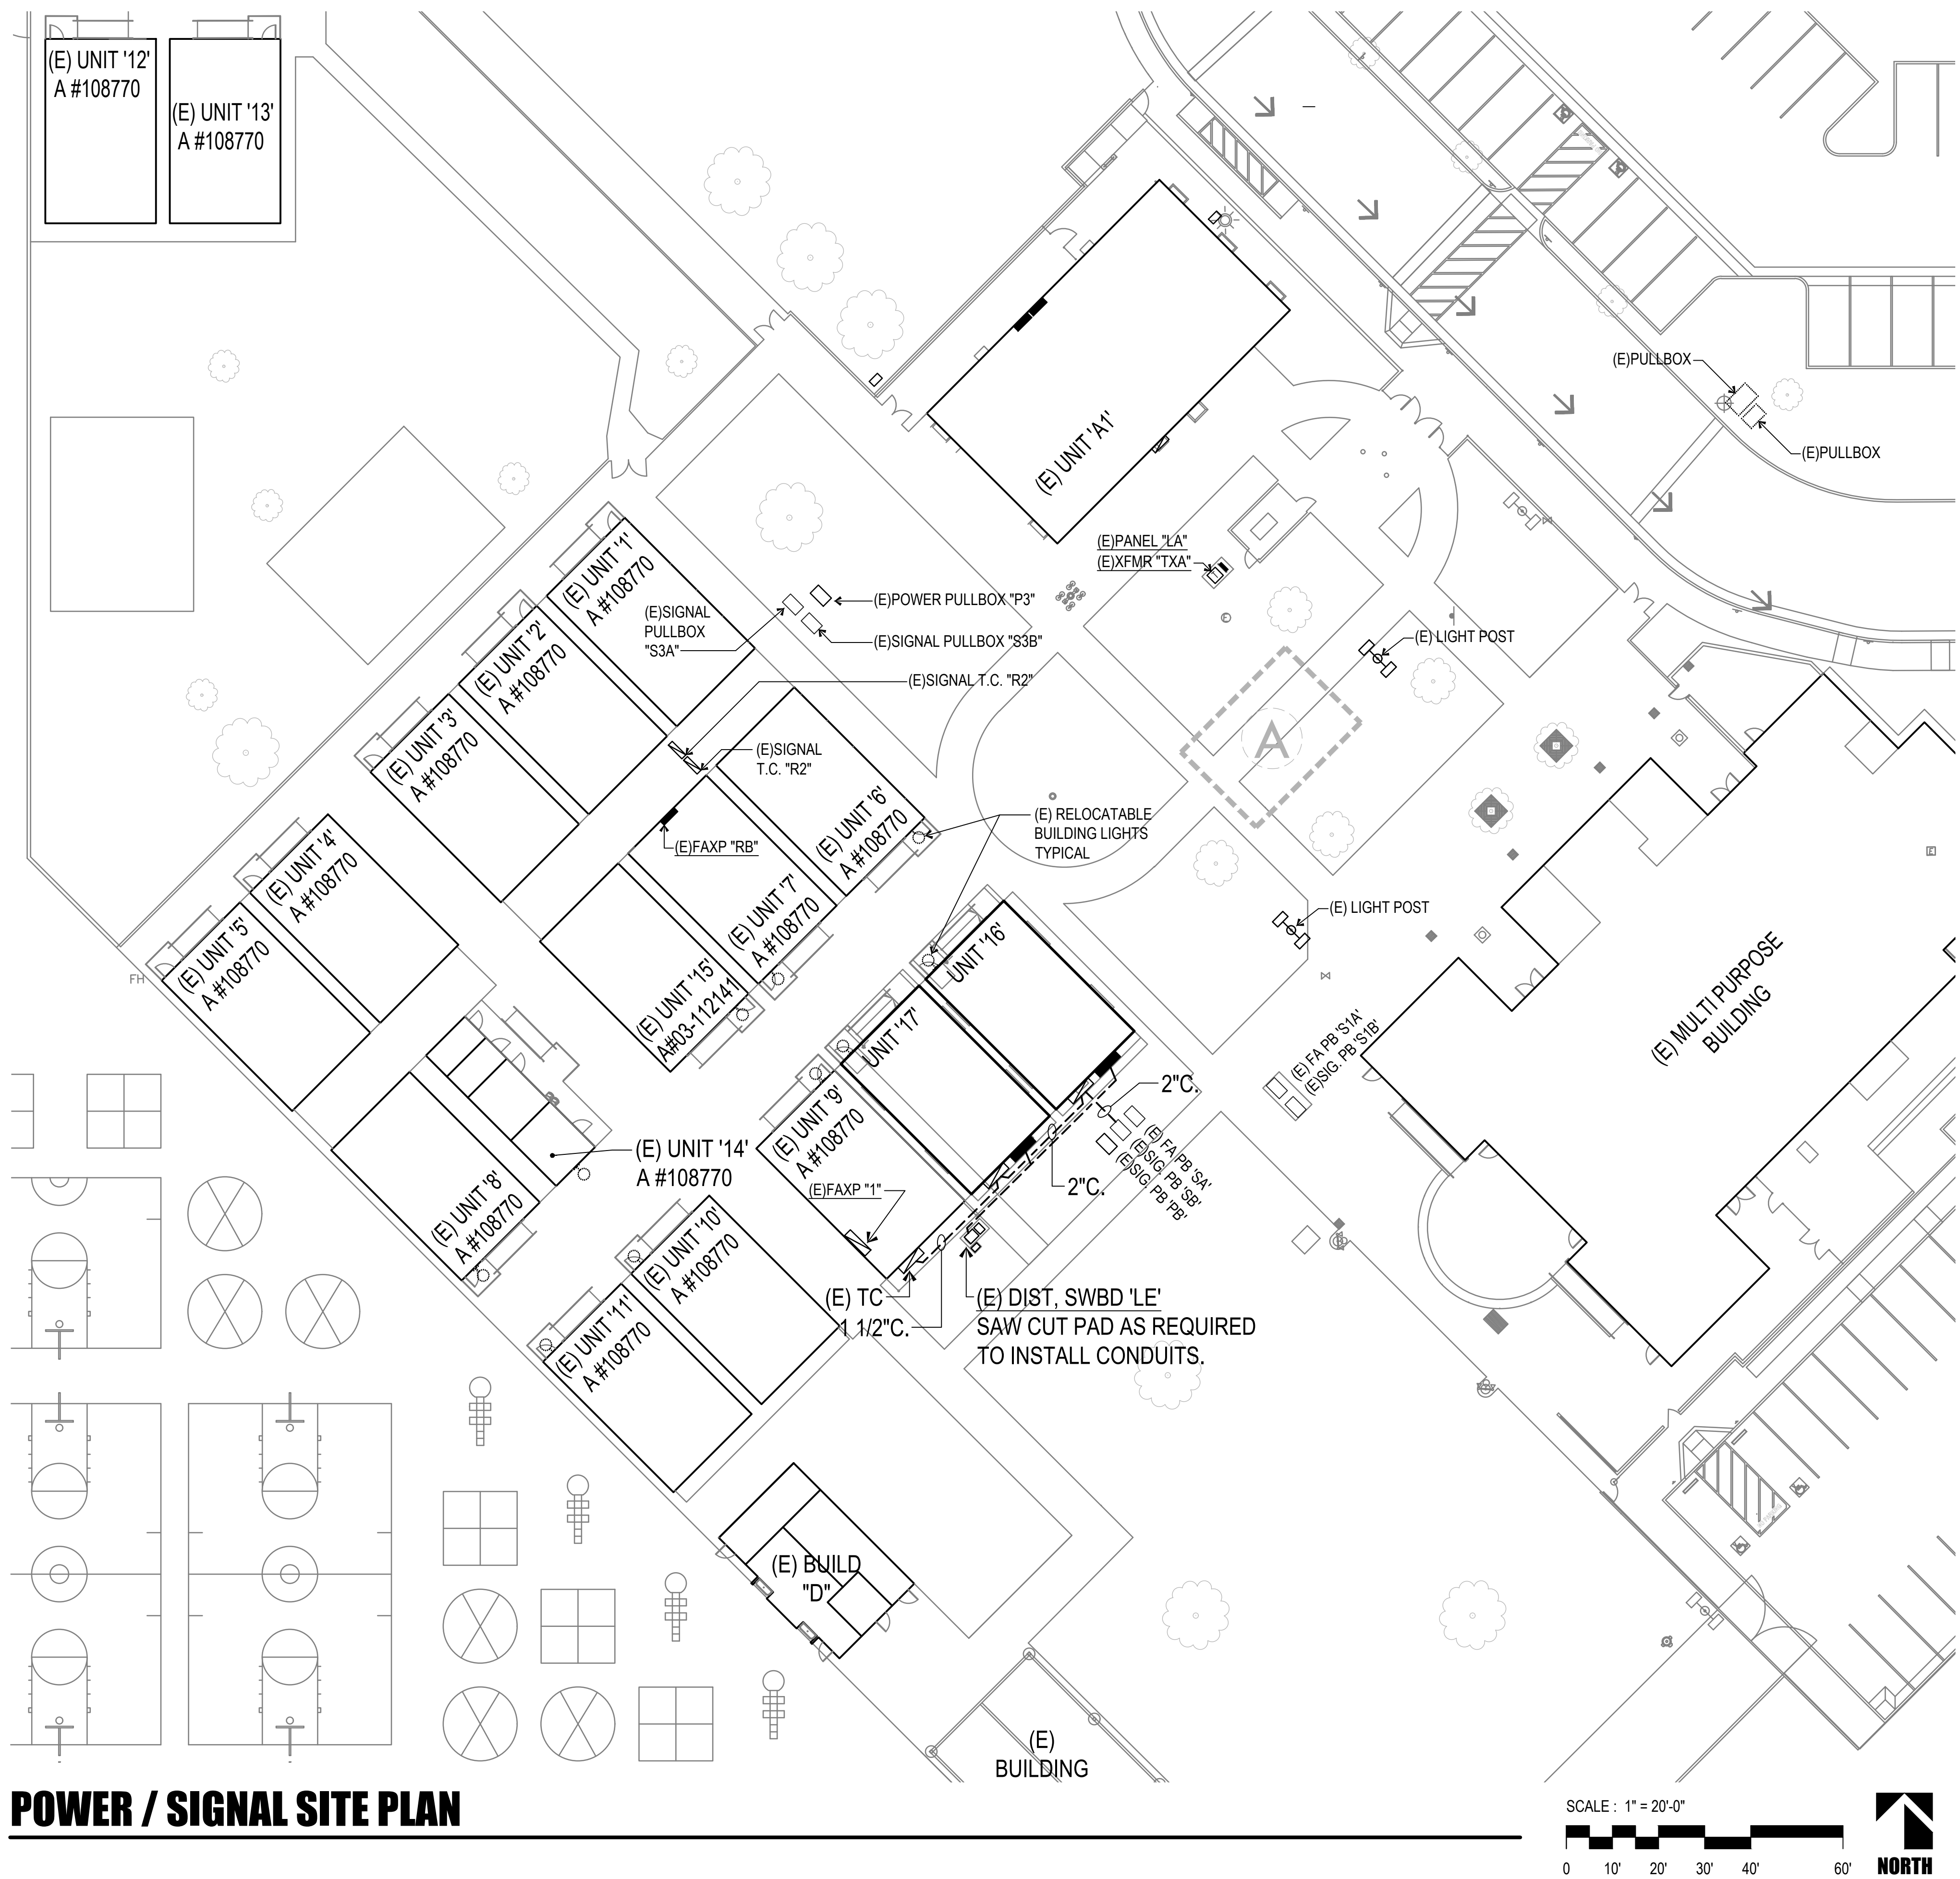 (E) UNIT '12'
A #108770
(E) UNIT '13'
A #108770
(E) UNIT 'A1'
(E)PULLBOX
(E)PULLBOX
(E)PANEL "LA"
(E)XFMR "TXA"
(E) UNIT '1'
A #108770
(E)SIGNAL
PULLBOX
"S3A"
(E)POWER PULLBOX "P3"
(E)SIGNAL PULLBOX "S3B"
(E) LIGHT POST
(E) UNIT '2'
A #108770
(E)SIGNAL T.C. "R2"
(E) UNIT '3'
A #108770
(E)SIGNAL
T.C. "R2"
A
(E) UNIT '4'
A #108770
(E)FAXP "RB"
(E) UNIT '6'
A #108770
(E) RELOCATABLE
BUILDING LIGHTS
TYPICAL
E
(E) UNIT '5'
A #108770
FH
(E) UNIT '7'
A #108770
(E) LIGHT POST
(E) UNIT '15'
A#03-112141
UNIT '16'
UNIT '17'
(E) MULTI PURPOSE
BUILDING
(E) FA PB 'S1A'
(E)SIG. PB 'S1B'
2"C.
(E) UNIT '9'
A #108770
(E) UNIT '14'
A #108770
(E) FA PB 'SA'
(E)SIG. PB 'SB'
(E)SIG. PB 'PB'
2"C.
(E)FAXP "1"
(E) UNIT '8'
A #108770
(E) UNIT '10'
A #108770
(E) TC
1 1/2"C.
(E) DIST, SWBD 'LE'
SAW CUT PAD AS REQUIRED
TO INSTALL CONDUITS.
(E) UNIT '11'
A #108770
(E) BUILD
"D"
(E)
BUILDING
POWER / SIGNAL SITE PLAN
SCALE : 1" = 20'-0"
0 10' 20' 30' 40' 60'
NORTH